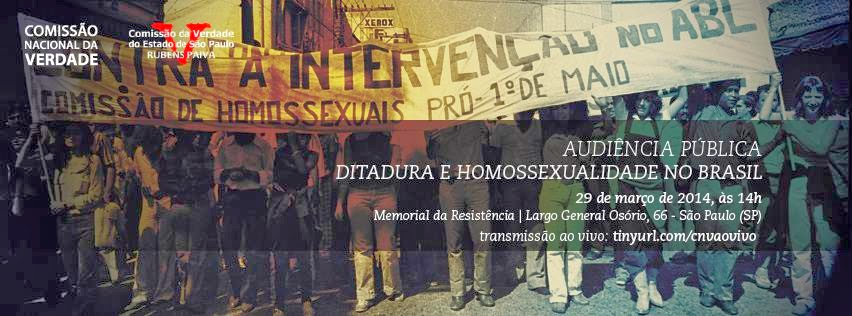 COMISSÃO
NACIONAL DA
VERDADE
Comissão da Verdade
do Estado de São Paulo
RUBENS PAIVA
XEROX
CONTRA A INTERVENÇÃO NO ABC
COMISSÃO DE HOMOSSEXUAIS PRÓ-1º DE MAIO
AUDIÊNCIA PÚBLICA
DITADURA E HOMOSSEXUALIDADE NO BRASIL
29 de março de 2014, às 14h
Memorial da Resistência | Largo General Osório, 66 - São Paulo (SP)
transmissão ao vivo: tinyurl.com/cnvaovivo